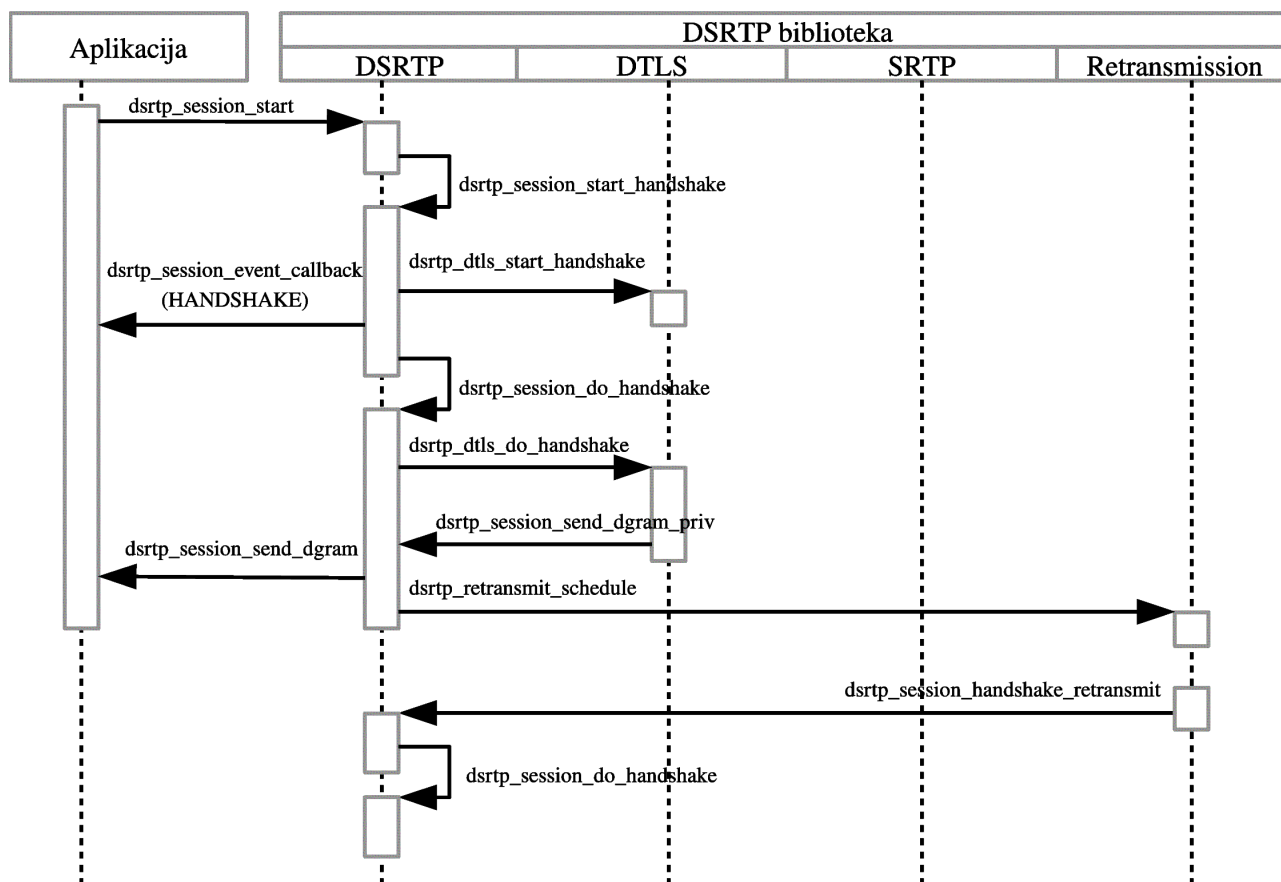 Aplikacija
DSRTP biblioteka
DSRTP
DTLS
SRTP
Retransmission
dsrtp_session_start
dsrtp_session_start_handshake
dsrtp_dtls_start_handshake
dsrtp_session_event_callback
(HANDSHAKE)
dsrtp_session_do_handshake
dsrtp_dtls_do_handshake
dsrtp_session_send_dgram_priv
dsrtp_session_send_dgram
dsrtp_retransmit_schedule
dsrtp_session_handshake_retransmit
dsrtp_session_do_handshake